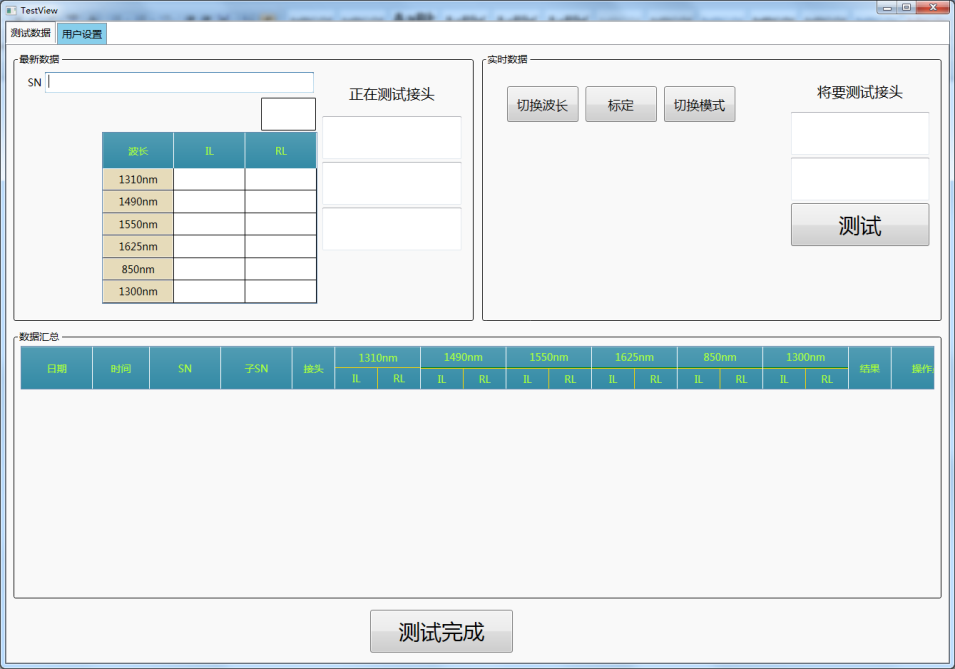 TestView
测试数据 用户设置
最新数据
SN
正在测试接头
波长 IL RL
1310nm
1490nm
1550nm
1625nm
850nm
1300nm
实时数据
切换波长 标定 切换模式
将要测试接头
测试
数据汇总
日期 时间 SN 子SN 接头 1310nm 1490nm 1550nm 1625nm 850nm 1300nm 结果 操作
IL RL IL RL IL RL IL RL IL RL IL RL
测试完成